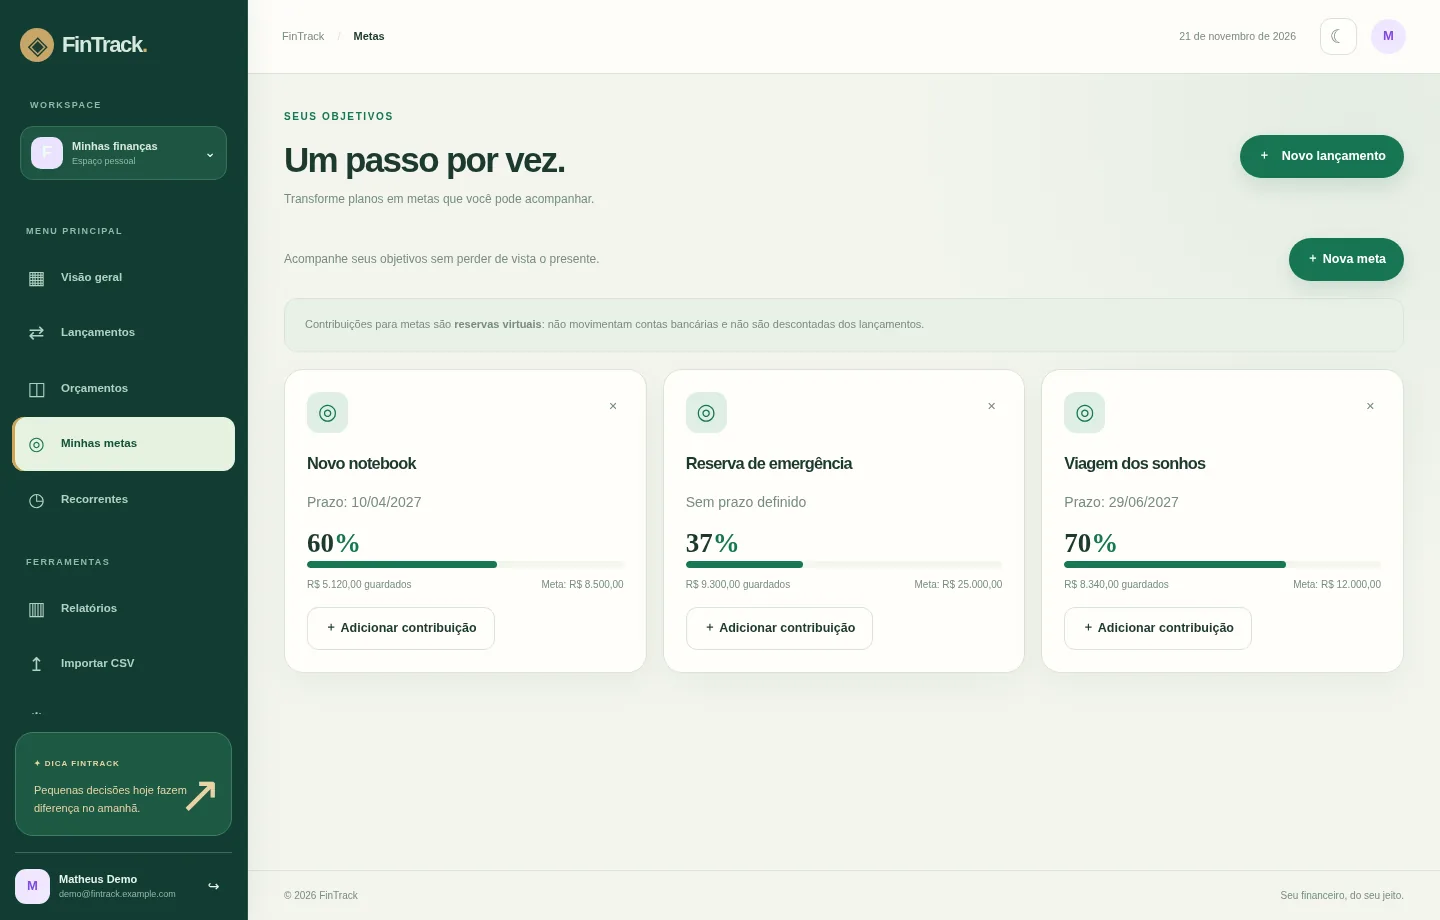 FinTrack.
WORKSPACE
F
Minhas finanças
Espaço pessoal
MENU PRINCIPAL
Visão geral
Lançamentos
Orçamentos
Minhas metas
Recorrentes
FERRAMENTAS
Relatórios
Importar CSV
✦ DICA FINTRACK
Pequenas decisões hoje fazem
diferença no amanhã.
M
Matheus Demo
demo@fintrack.example.com
FinTrack / Metas
21 de novembro de 2026
M
SEUS OBJETIVOS
Um passo por vez.
Transforme planos em metas que você pode acompanhar.
+ Novo lançamento
Acompanhe seus objetivos sem perder de vista o presente.
+ Nova meta
Contribuições para metas são reservas virtuais: não movimentam contas bancárias e não são descontadas dos lançamentos.
×
Novo notebook
Prazo: 10/04/2027
60%
R$ 5.120,00 guardados
Meta: R$ 8.500,00
+ Adicionar contribuição
×
Reserva de emergência
Sem prazo definido
37%
R$ 9.300,00 guardados
Meta: R$ 25.000,00
+ Adicionar contribuição
×
Viagem dos sonhos
Prazo: 29/06/2027
70%
R$ 8.340,00 guardados
Meta: R$ 12.000,00
+ Adicionar contribuição
© 2026 FinTrack
Seu financeiro, do seu jeito.